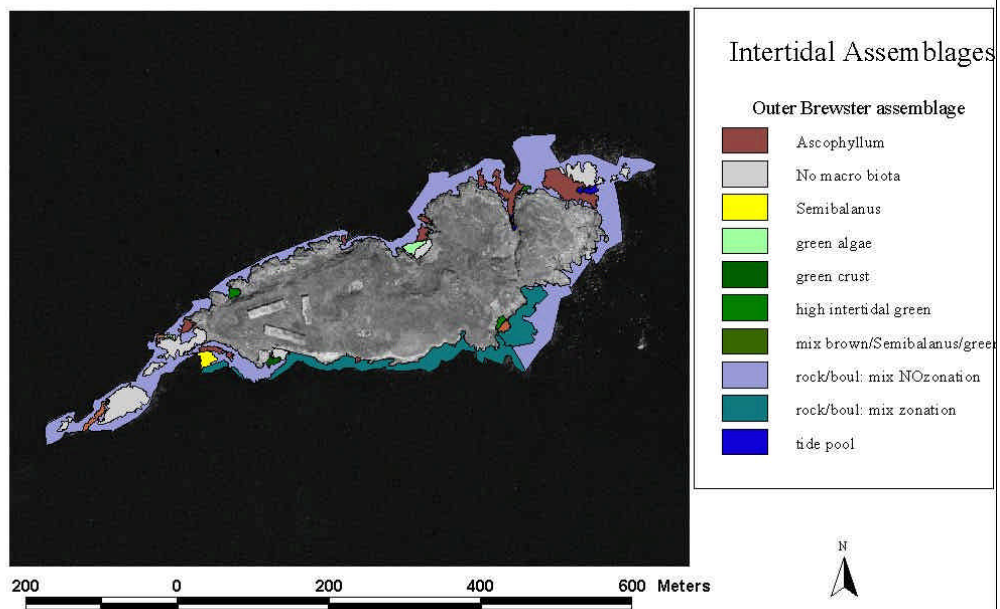 Intertidal Assemblages
Outer Brewster assemblage
Ascophyllum
No macro biota
Semibalanus
green algae
green crust
high intertidal green
mix brown/Semibalanus/green
rock/boul: mix NOzonation
rock/boul: mix zonation
tide pool
N
200 0 200 400 600 Meters